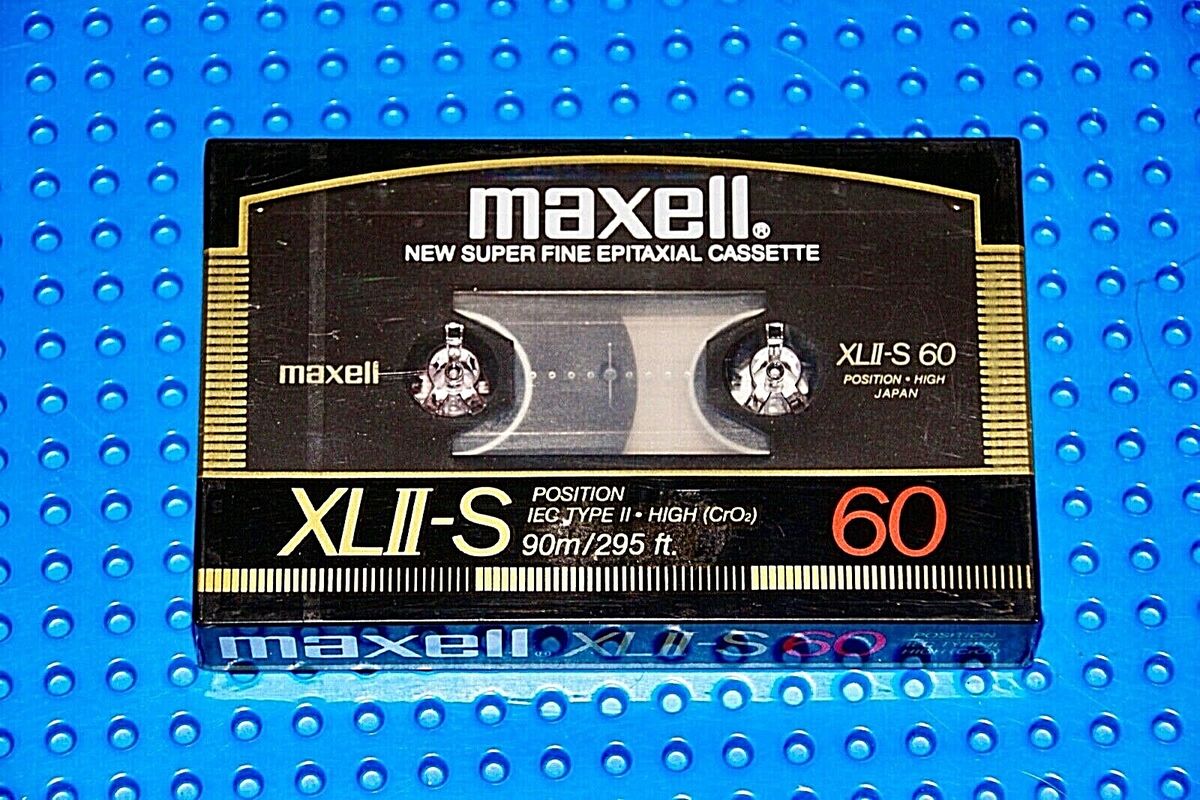 maxell®
NEW SUPER FINE EPITAXIAL CASSETTE
maxell
XLII-S 60
POSITION • HIGH
JAPAN
XLII-S
POSITION
IEC TYPE II • HIGH (CrO₂)
90m/295 ft.
60
maxell® XLII-S 60
POSITION